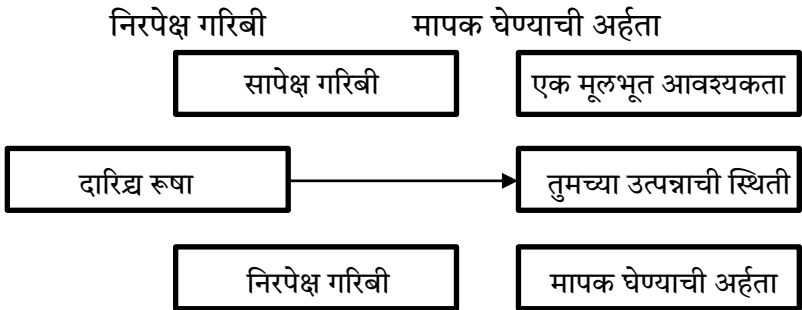 निरपेक्ष गरिबी मापक घेण्याची अर्हता
सापेक्ष गरिबी एक मूलभूत आवश्यकता
दारिद्य रूषा तुमच्या उत्पन्नाची स्थिती
निरपेक्ष गरिबी मापक घेण्याची अर्हता